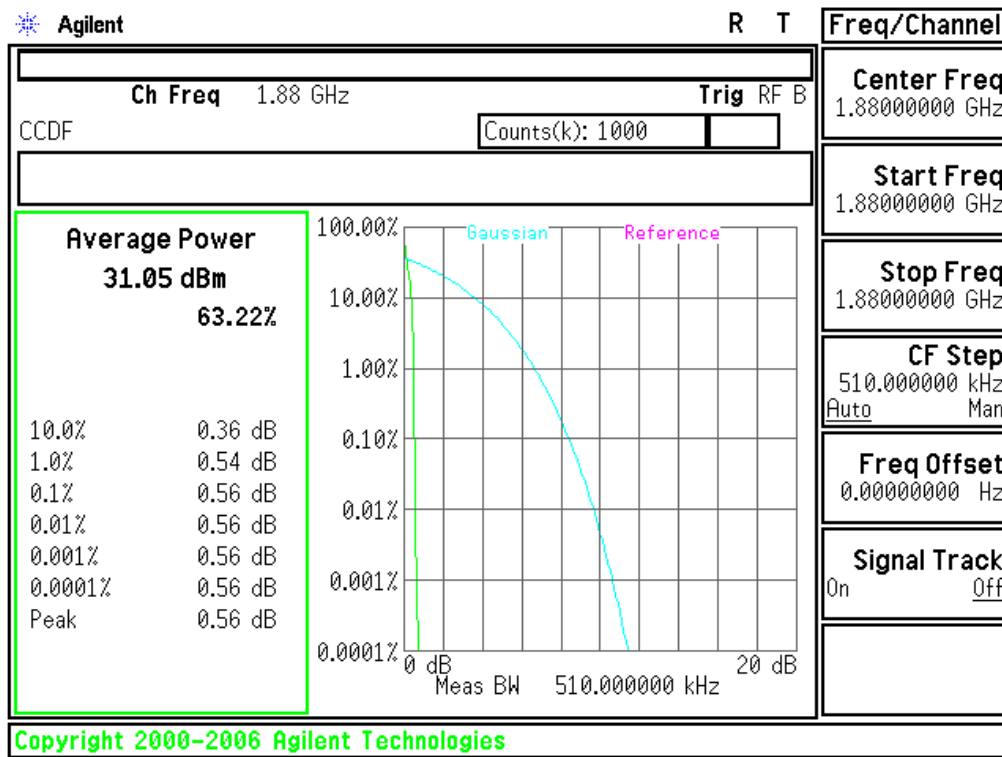 Agilent R T
Ch Freq 1.88 GHz Trig RF B
CCDF Counts(k): 1000
Average Power
31.05 dBm
63.22%
10.0% 0.36 dB
1.0% 0.54 dB
0.1% 0.56 dB
0.01% 0.56 dB
0.001% 0.56 dB
0.0001% 0.56 dB
Peak 0.56 dB
Gaussian Reference
100.00%
10.00%
1.00%
0.10%
0.01%
0.001%
0.0001%
0 dB 20 dB
Meas BW 510.000000 kHz
Freq/Channel
Center Freq
1.88000000 GHz
Start Freq
1.88000000 GHz
Stop Freq
1.88000000 GHz
CF Step
510.000000 kHz
Auto Man
Freq Offset
0.00000000 Hz
Signal Track
On Off
Copyright 2000-2006 Agilent Technologies